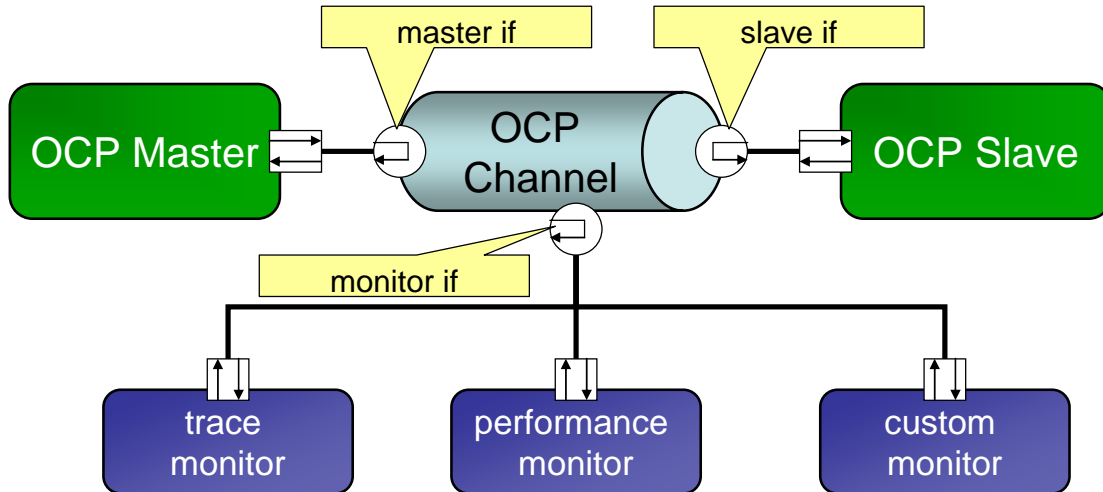 master if
slave if
OCP Master
OCP
Channel
OCP Slave
monitor if
trace
monitor
performance
monitor
custom
monitor